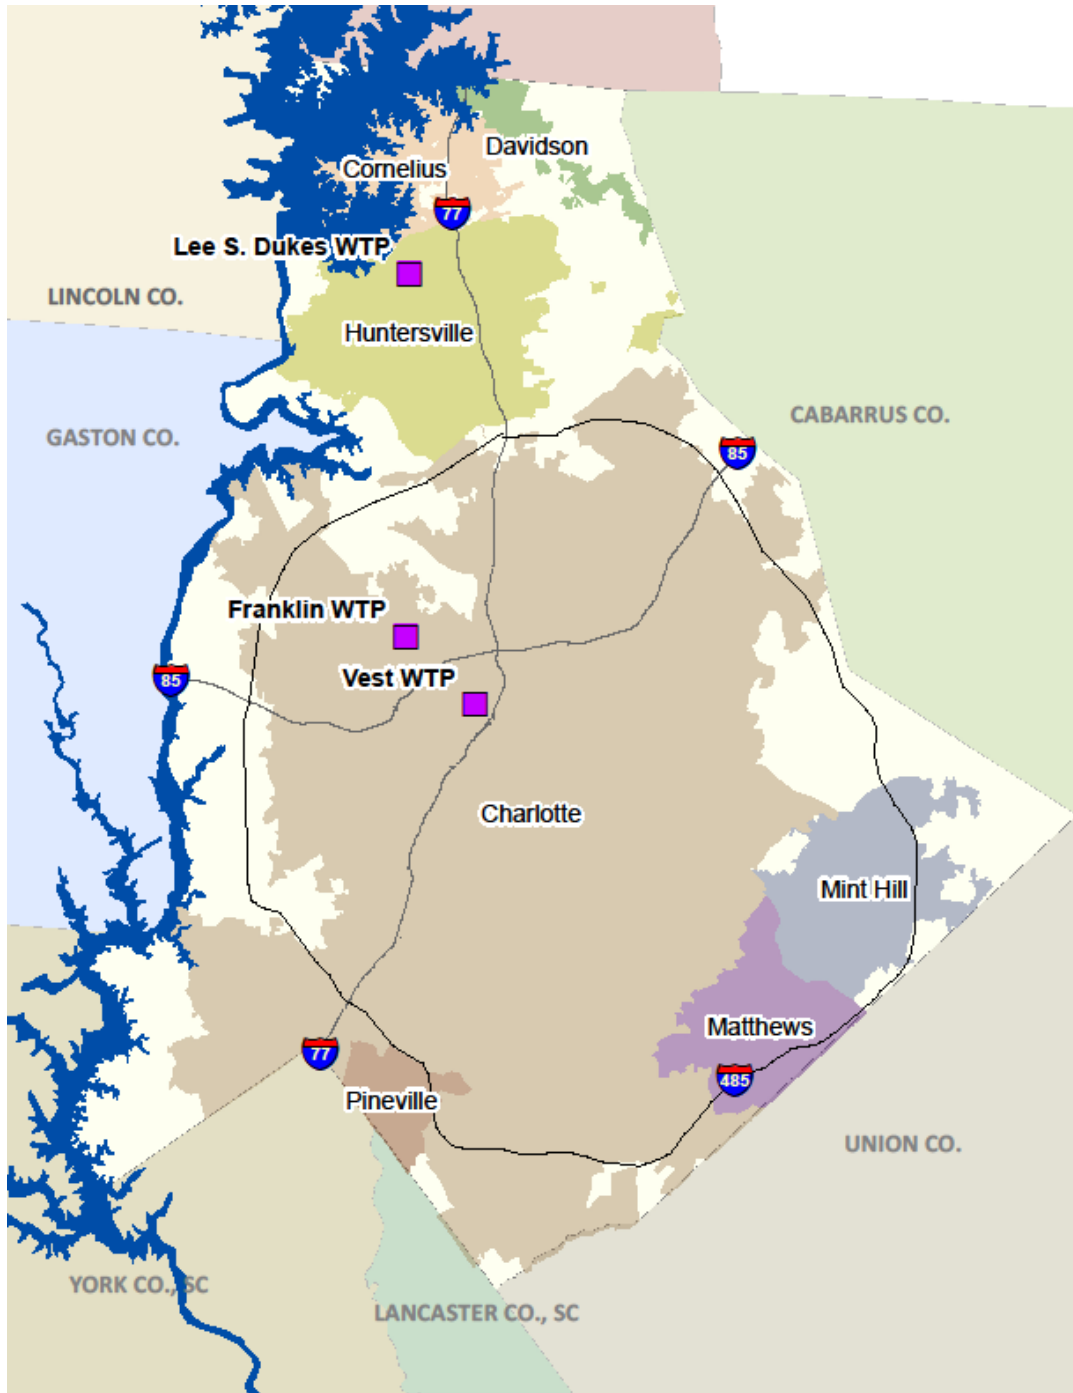 Davidson
Cornelius
77
Lee S. Dukes WTP
LINCOLN CO.
Huntersville
CABARRUS CO.
GASTON CO.
85
Franklin WTP
Vest WTP
85
Charlotte
Mint Hill
Matthews
77
485
Pineville
UNION CO.
YORK CO., SC
LANCASTER CO., SC